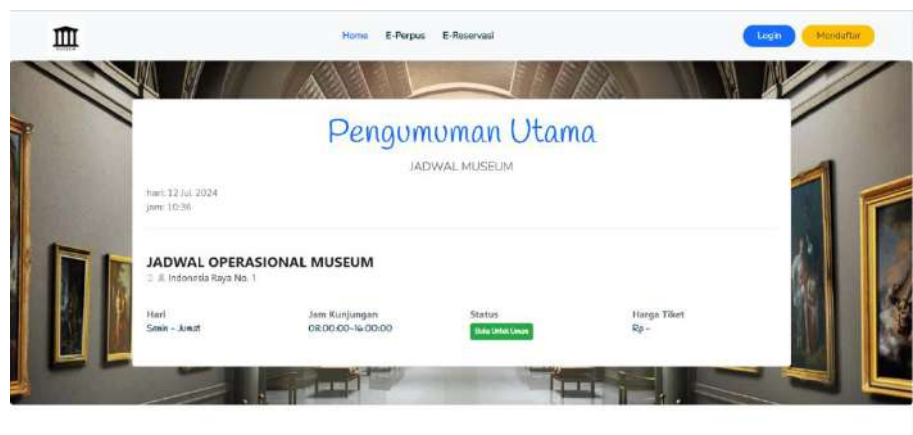 MUSEUM
Home E-Perpus E-Reservasi Login Mendaftar
Pengumuman Utama
JADWAL MUSEUM
hari: 12 Jul 2024
jam: 10:36
JADWAL OPERASIONAL MUSEUM
Jl. Indonesia Raya No. 1
Hari Jam Kunjungan Status Harga Tiket
Senin - Jumat 08:00:00-16:00:00 Buka Untuk Umum Rp -